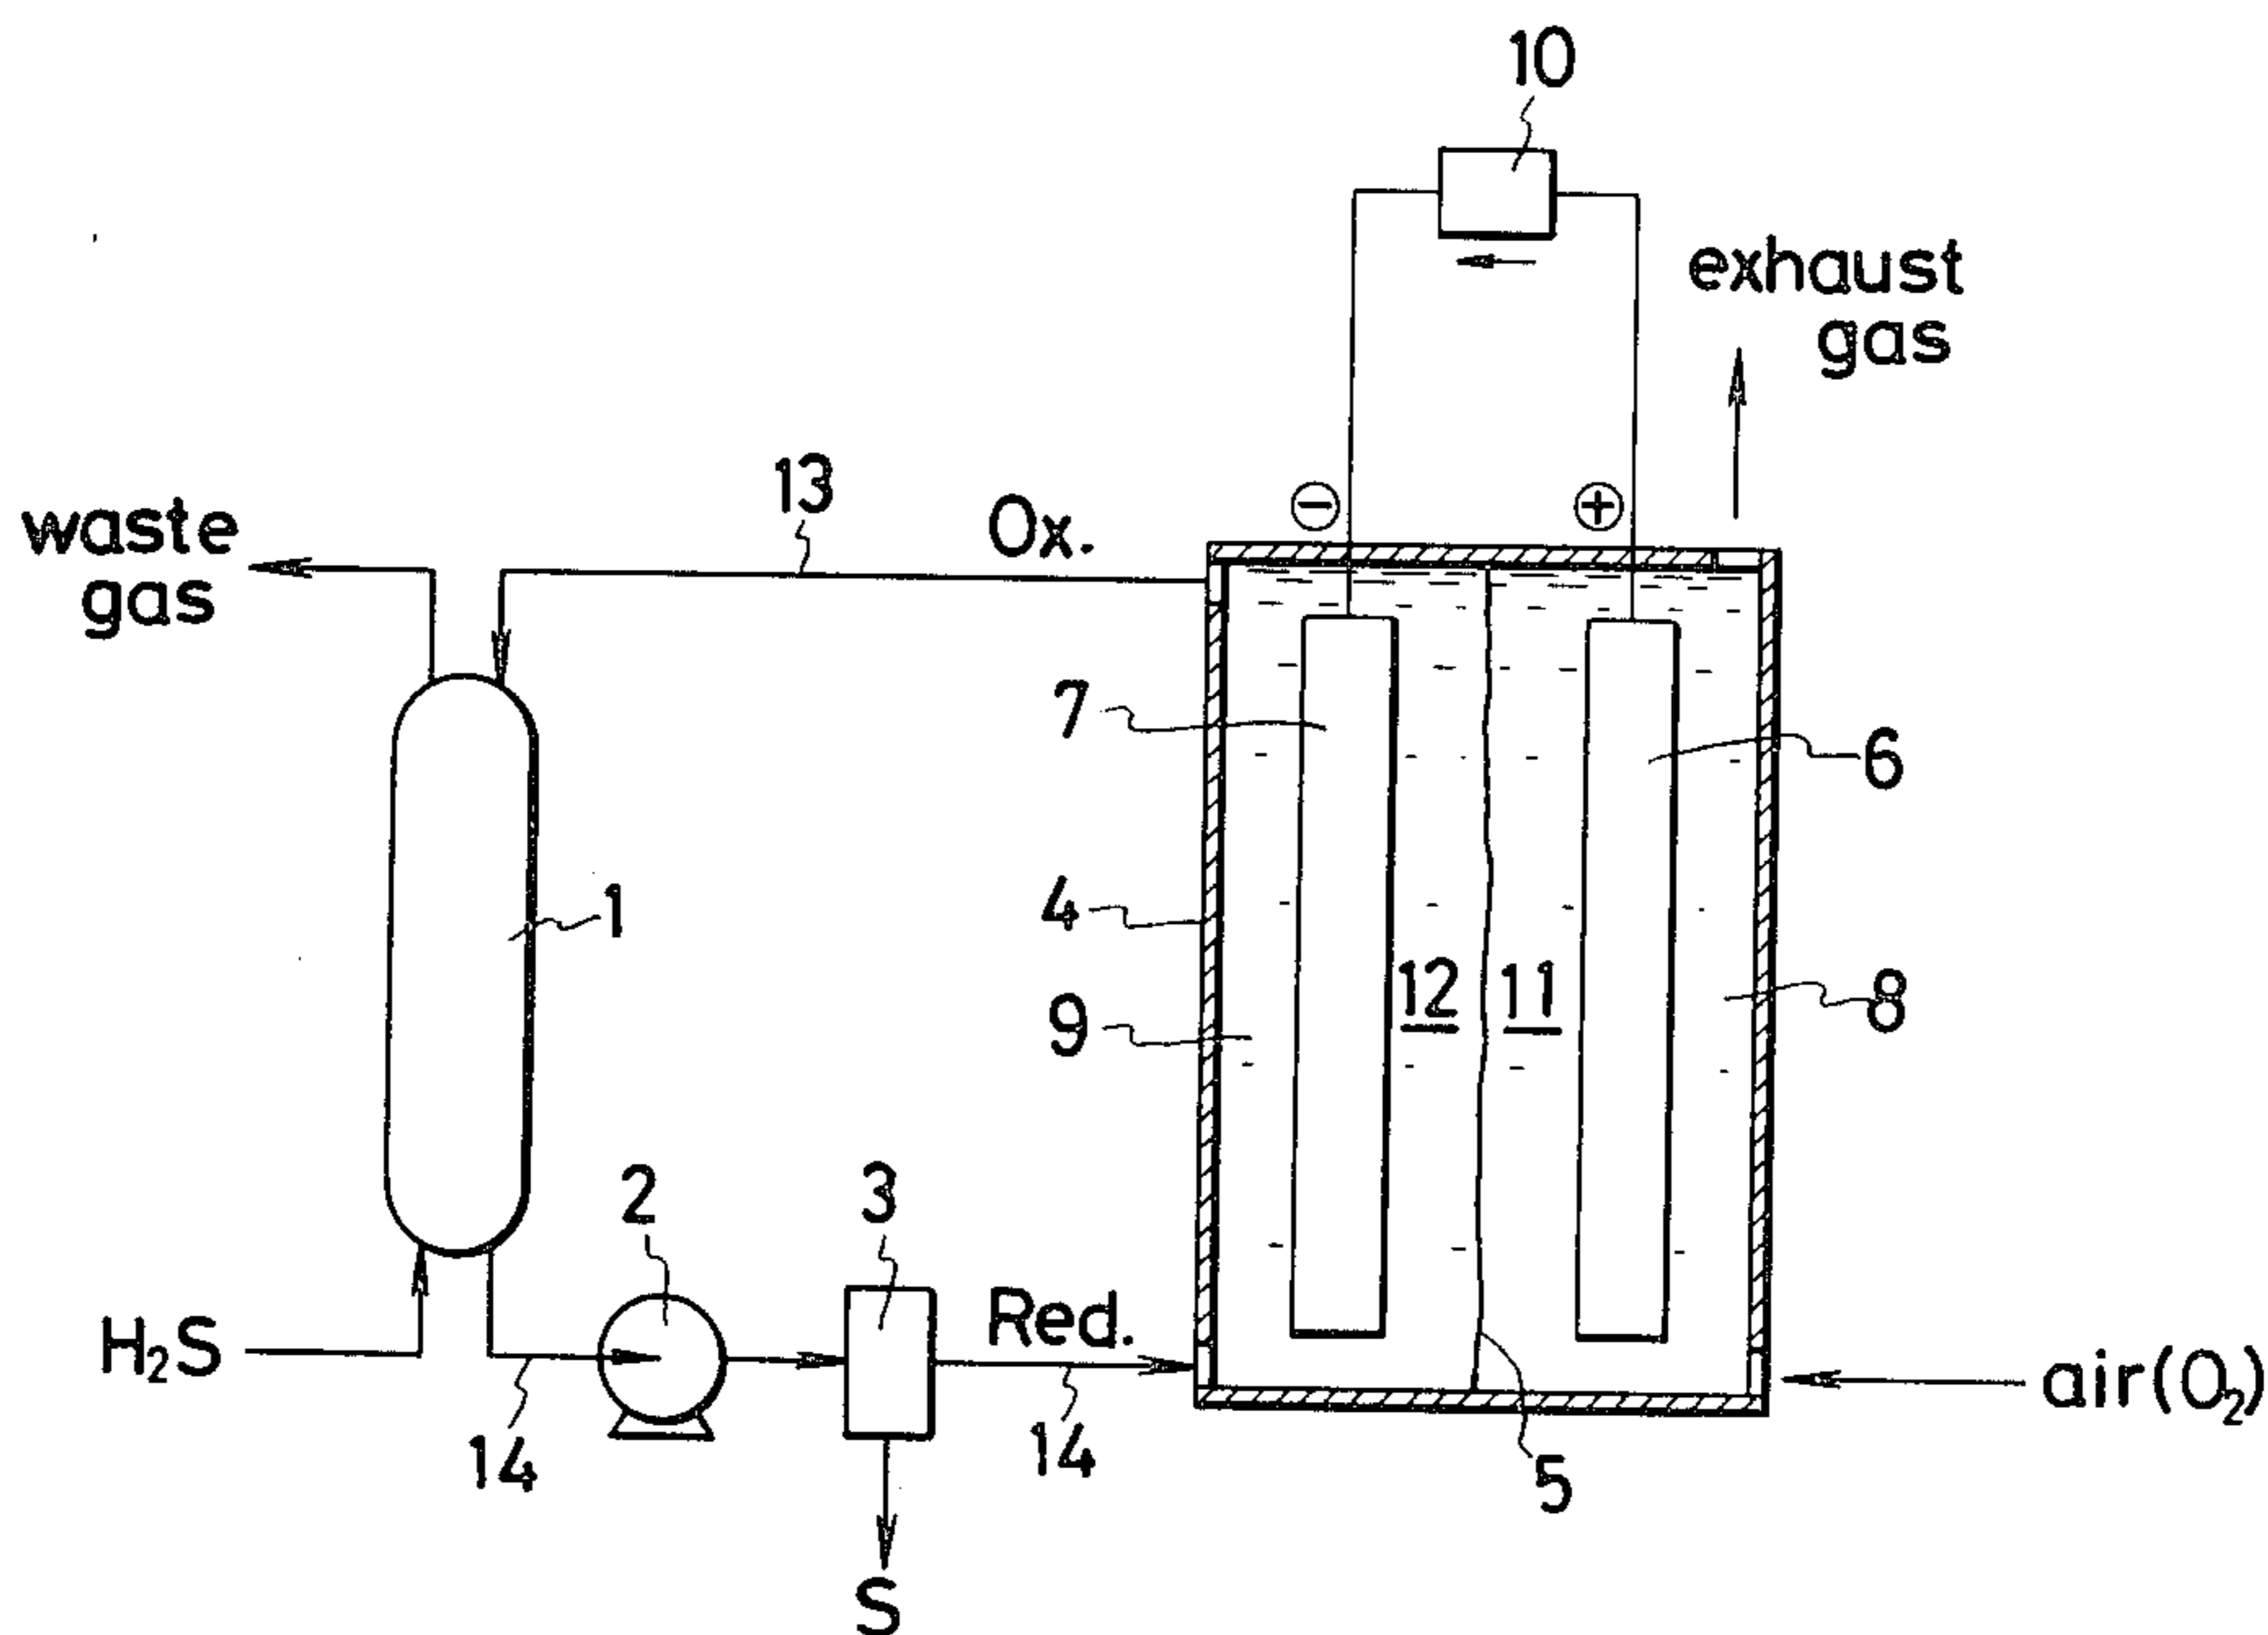 10
exhaust
gas
13
Ox.
⊖
⊕
waste
gas
7
6
1
4
12
11
9
8
2
3
Red.
H₂S
air(O₂)
14
14
5
S